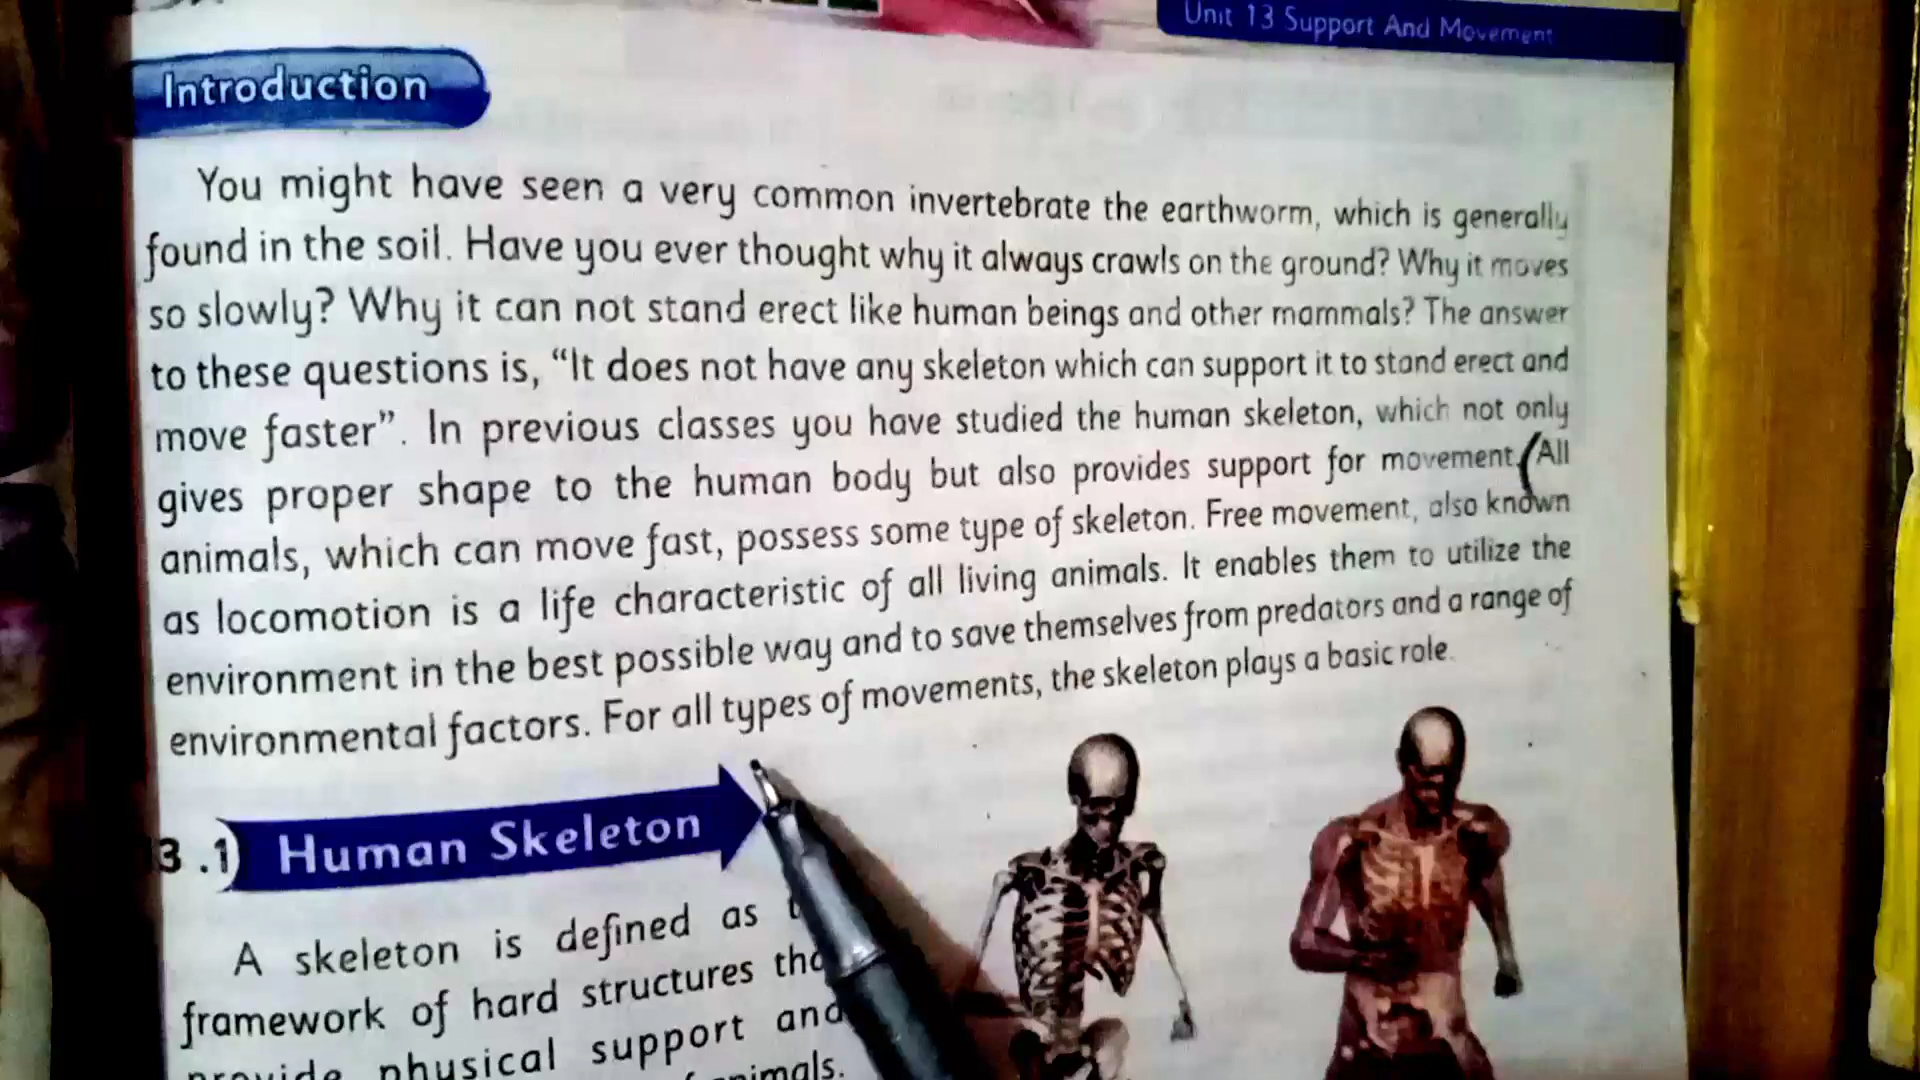 Unit 13 Support And Movement
Introduction
You might have seen a very common invertebrate the earthworm, which is generally
found in the soil. Have you ever thought why it always crawls on the ground? Why it moves
so slowly? Why it can not stand erect like human beings and other mammals? The answer
to these questions is, “It does not have any skeleton which can support it to stand erect and
move faster”. In previous classes you have studied the human skeleton, which not only
gives proper shape to the human body but also provides support for movement. All
animals, which can move fast, possess some type of skeleton. Free movement, also known
as locomotion is a life characteristic of all living animals. It enables them to utilize the
environment in the best possible way and to save themselves from predators and a range of
environmental factors. For all types of movements, the skeleton plays a basic role.
3.1 Human Skeleton
A skeleton is defined as
framework of hard structures
provide physical support and
animals.